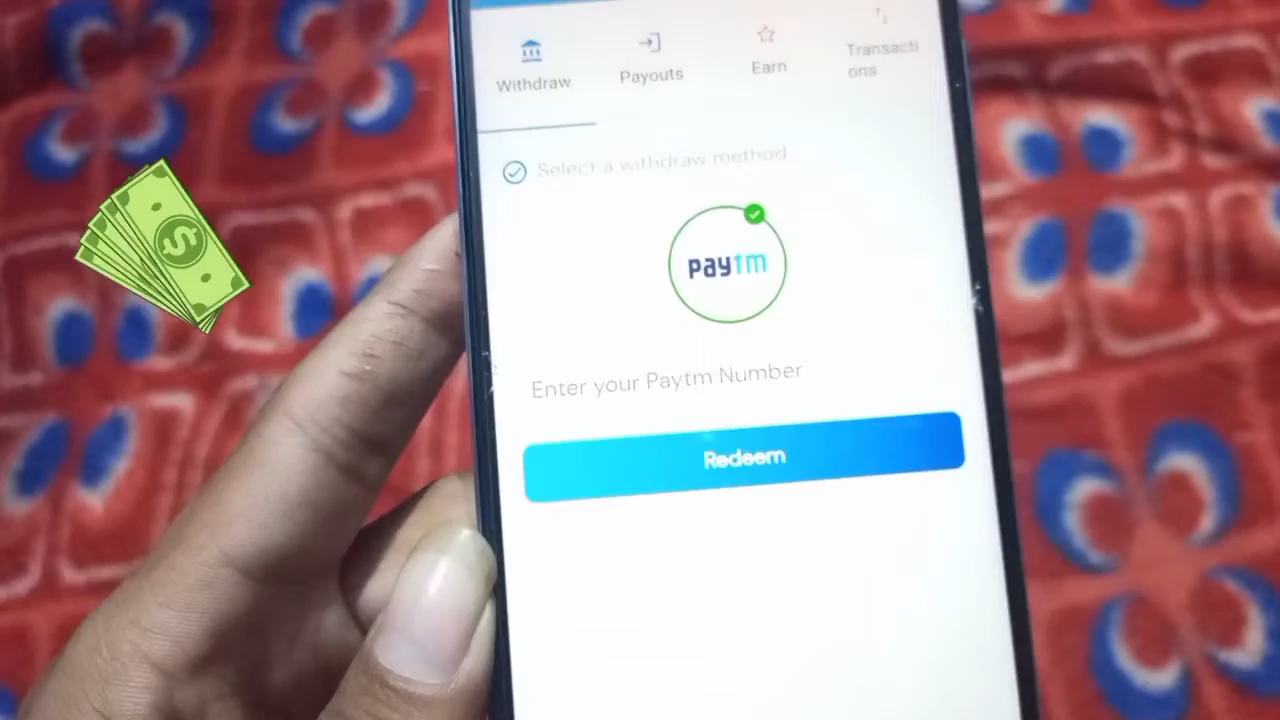 Withdraw
Payouts
Earn
Transacti
ons
Select a withdraw method
paytm
Enter your Paytm Number
Redeem